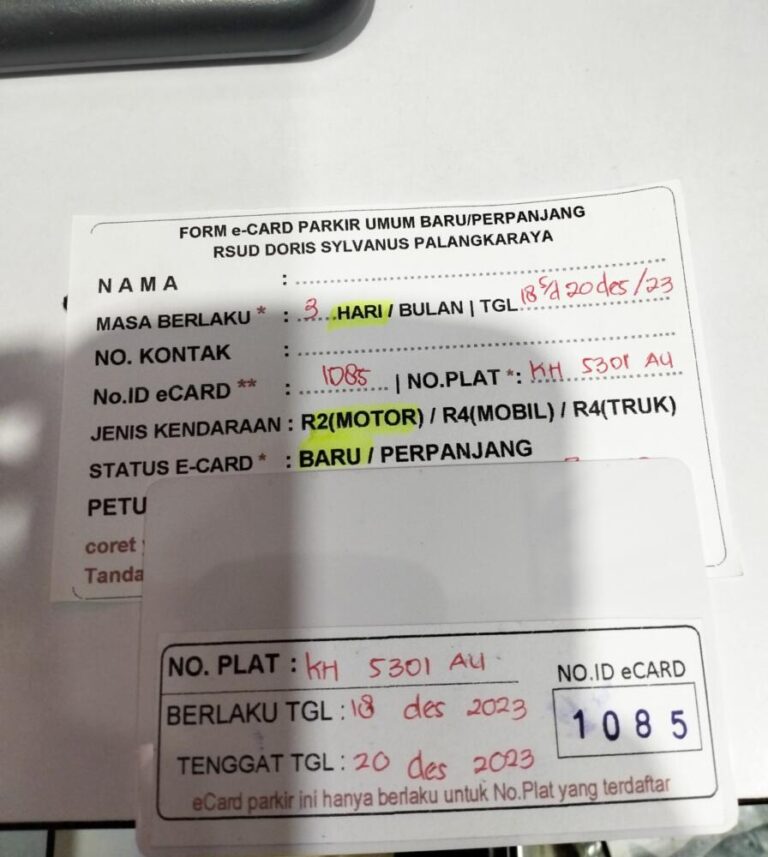 FORM e-CARD PARKIR UMUM BARU/PERPANJANG
RSUD DORIS SYLVANUS PALANGKARAYA
NAMA :
MASA BERLAKU * : 3 HARI / BULAN | TGL 18 s/d 20 des /23
NO. KONTAK :
No.ID eCARD ** : 1085 | NO.PLAT *: KH 5301 AU
JENIS KENDARAAN : R2(MOTOR) / R4(MOBIL) / R4(TRUK)
STATUS E-CARD * : BARU / PERPANJANG
PETU
coret
Tanda
NO. PLAT : KH 5301 AU
BERLAKU TGL : 18 des 2023
TENGGAT TGL : 20 des 2023
NO.ID eCARD
1085
eCard parkir ini hanya berlaku untuk No.Plat yang terdaftar